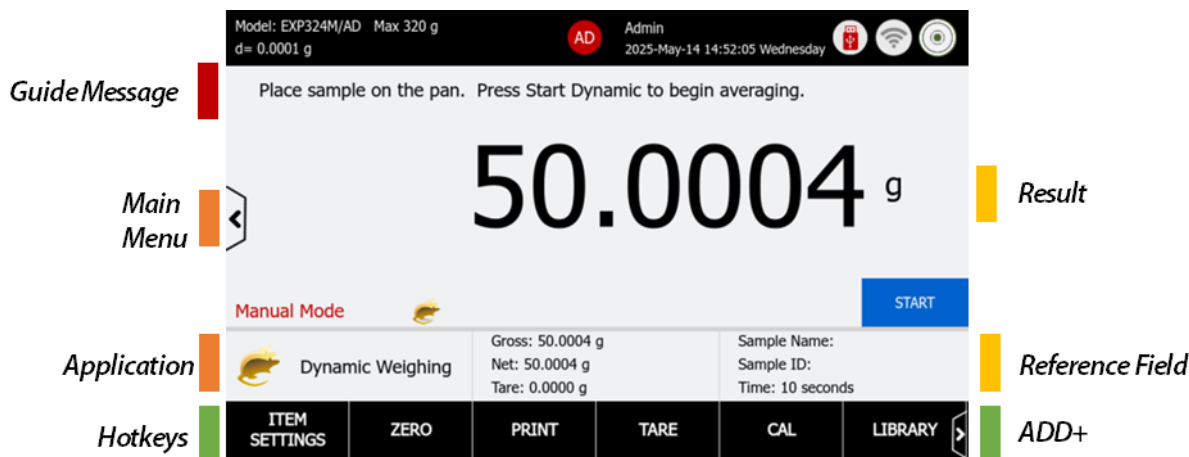 Model: EXP324M/AD Max 320 g
d= 0.0001 g
AD
Admin
2025-May-14 14:52:05 Wednesday
Guide Message
Place sample on the pan. Press Start Dynamic to begin averaging.
Main
Menu
50.0004 g
Result
Manual Mode
START
Application
Dynamic Weighing
Gross: 50.0004 g
Net: 50.0004 g
Tare: 0.0000 g
Sample Name:
Sample ID:
Time: 10 seconds
Reference Field
Hotkeys
ITEM
SETTINGS
ZERO
PRINT
TARE
CAL
LIBRARY
ADD+